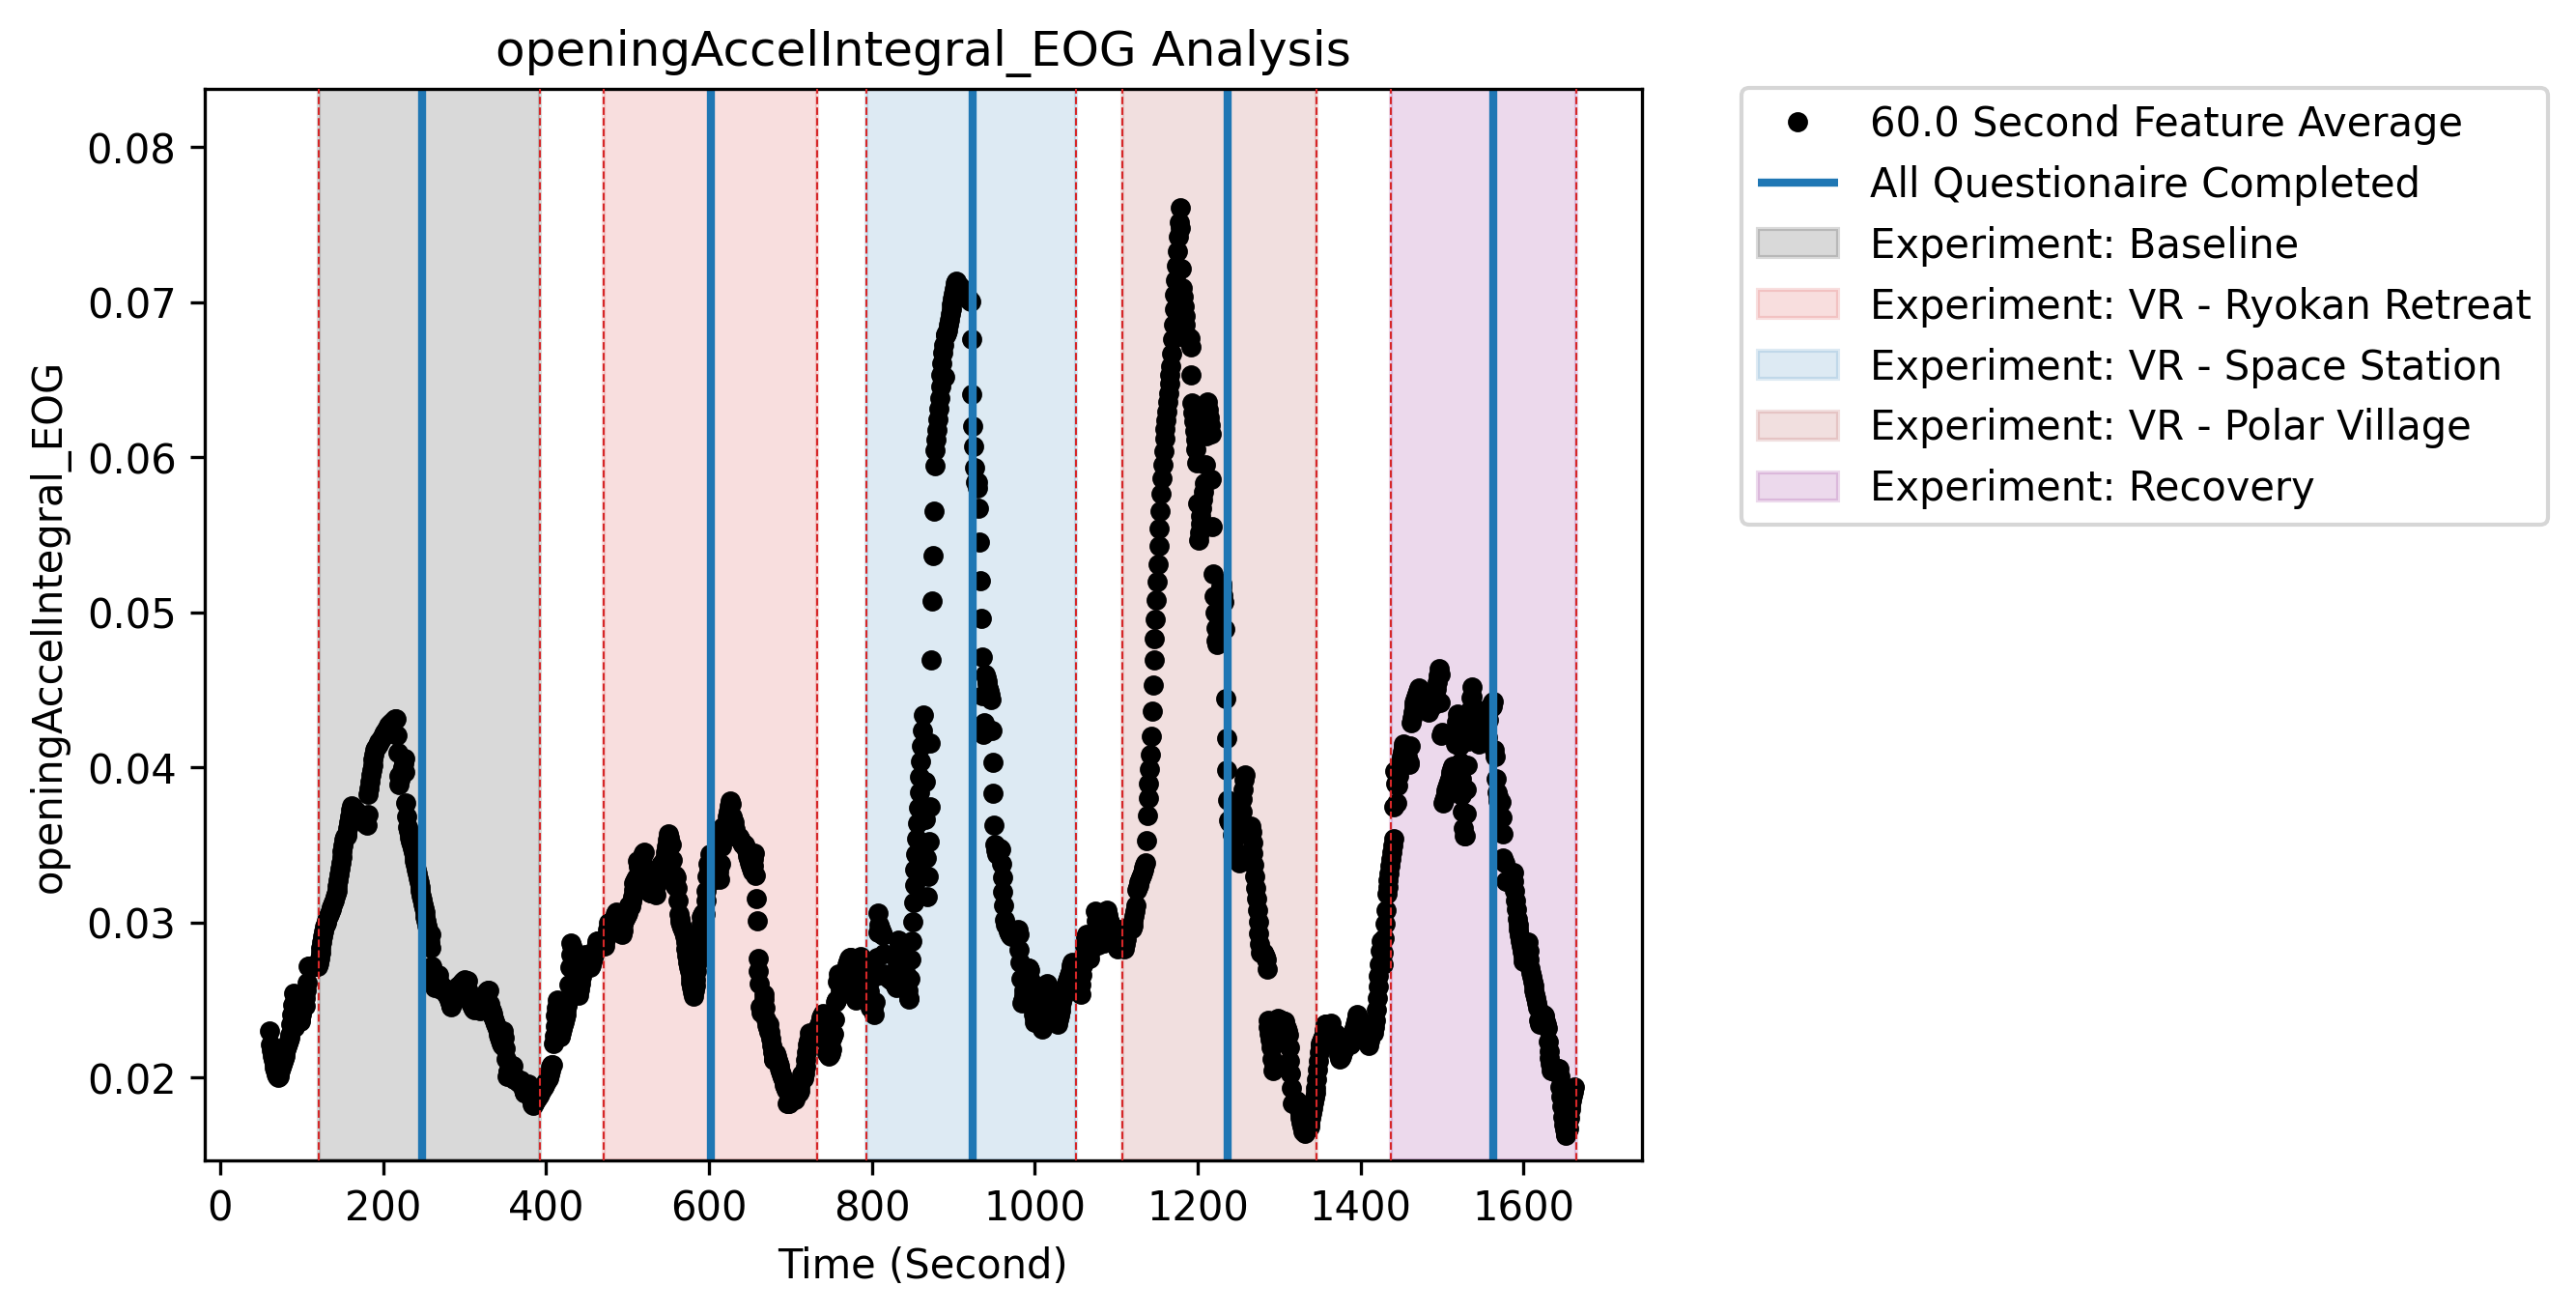 openingAccelIntegral_EOG Analysis
openingAccelIntegral_EOG
0.08
0.07
0.06
0.05
0.04
0.03
0.02
0 200 400 600 800 1000 1200 1400 1600
Time (Second)
60.0 Second Feature Average
All Questionaire Completed
Experiment: Baseline
Experiment: VR - Ryokan Retreat
Experiment: VR - Space Station
Experiment: VR - Polar Village
Experiment: Recovery